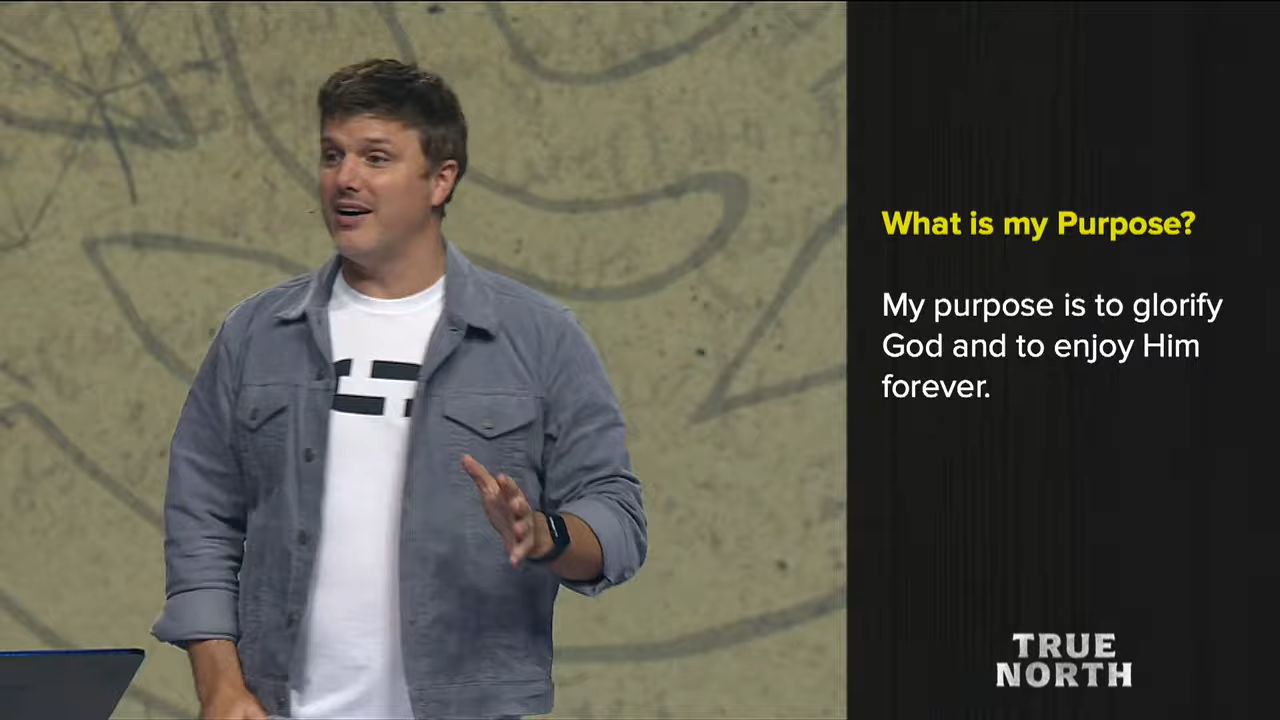 What is my Purpose?
My purpose is to glorify
God and to enjoy Him
forever.
TRUE
NORTH